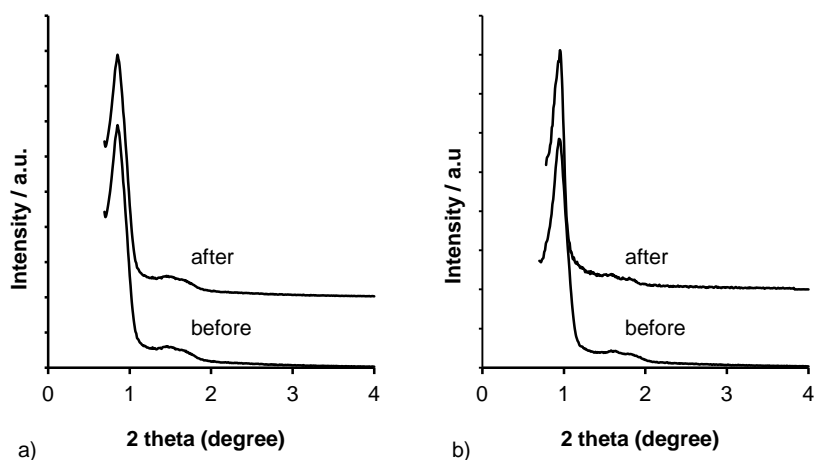 Intensity / a.u.
after
before
0 1 2 3 4
2 theta (degree)
a)
Intensity / a.u
after
before
0 1 2 3 4
2 theta (degree)
b)